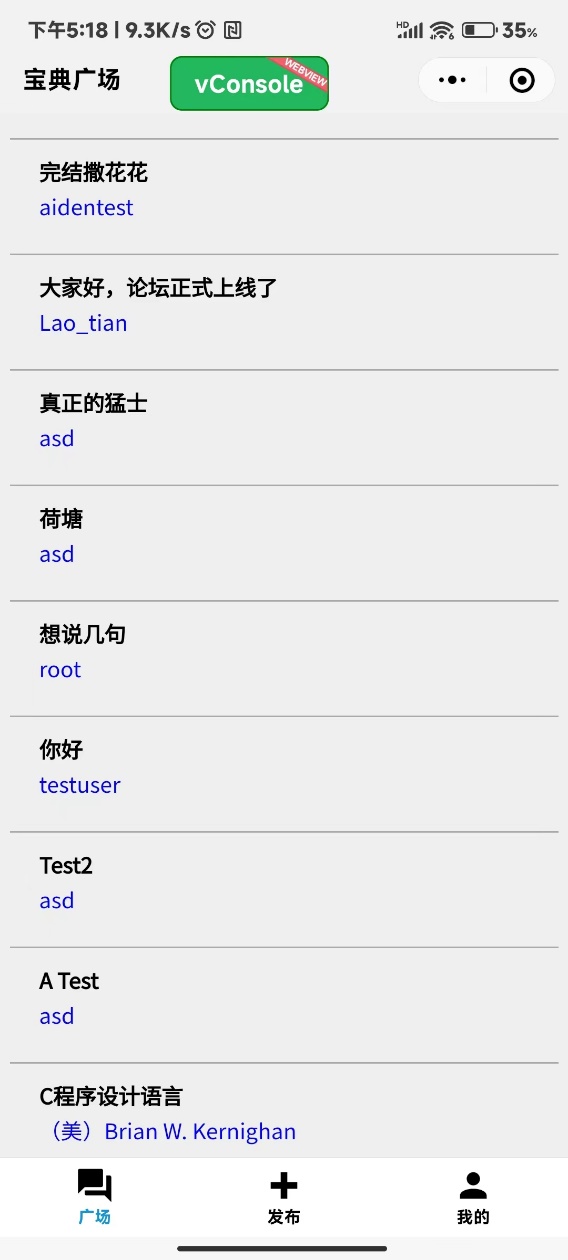 下午5:18 | 9.3K/s
HD
6
35%
宝典广场
vConsole
WEBVIEW
完结撒花花
aidentest
大家好，论坛正式上线了
Lao_tian
真正的猛士
asd
荷塘
asd
想说几句
root
你好
testuser
Test2
asd
A Test
asd
C程序设计语言
（美）Brian W. Kernighan
广场
发布
我的